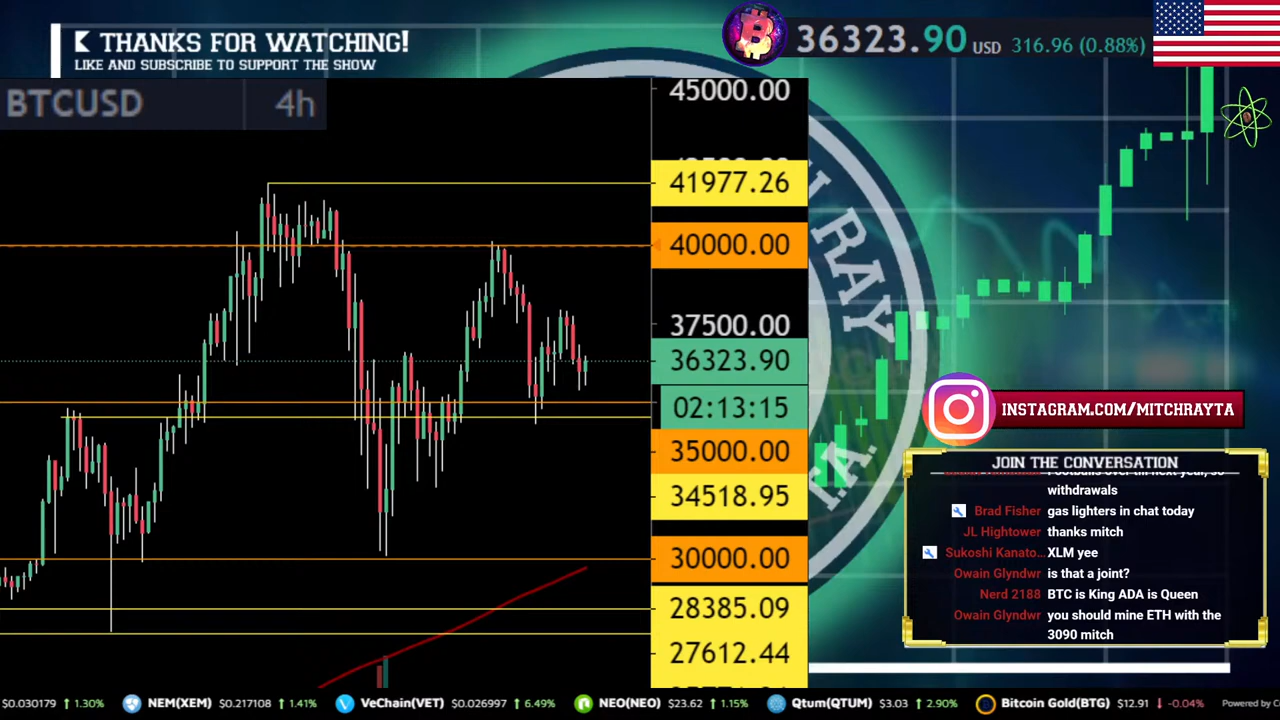 THANKS FOR WATCHING!
LIKE AND SUBSCRIBE TO SUPPORT THE SHOW
36323.90 USD 316.96 (0.88%)
BTCUSD 4h
45000.00
41977.26
40000.00
37500.00
36323.90
02:13:15
35000.00
34518.95
30000.00
28385.09
27612.44
RAY
T.A.
INSTAGRAM.COM/MITCHRAYTA
JOIN THE CONVERSATION
withdrawals
Brad Fisher gas lighters in chat today
JL Hightower thanks mitch
Sukoshi Kanato... XLM yee
Owain Glyndwr is that a joint?
Nerd 2188 BTC is King ADA is Queen
Owain Glyndwr you should mine ETH with the
3090 mitch
$0.030179 ↑ 1.30% NEM(XEM) $0.217108 ↑ 1.41% VeChain(VET) $0.026997 ↑ 6.49% NEO(NEO) $23.62 ↑ 1.15% Qtum(QTUM) $3.03 ↑ 2.90% Bitcoin Gold(BTG) $12.91 ↓ -0.04% Powered by C